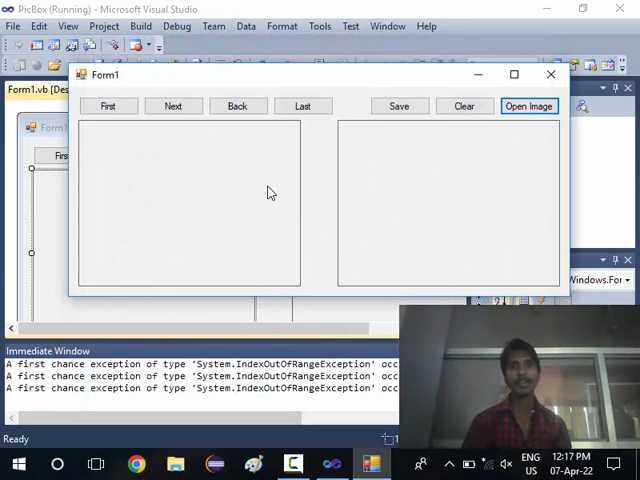 PicBox (Running) - Microsoft Visual Studio
File Edit View Project Build Debug Team Data Format Tools Test Window Help
Form1.vb [Des
Form1
Form1
First Next Back Last Save Clear Open Image
Firs
Windows.For
Immediate Window
A first chance exception of type 'System.IndexOutOfRangeException' occ
A first chance exception of type 'System.IndexOutOfRangeException' occ
A first chance exception of type 'System.IndexOutOfRangeException' occ
Ready
ENG
US
12:17 PM
07-Apr-22